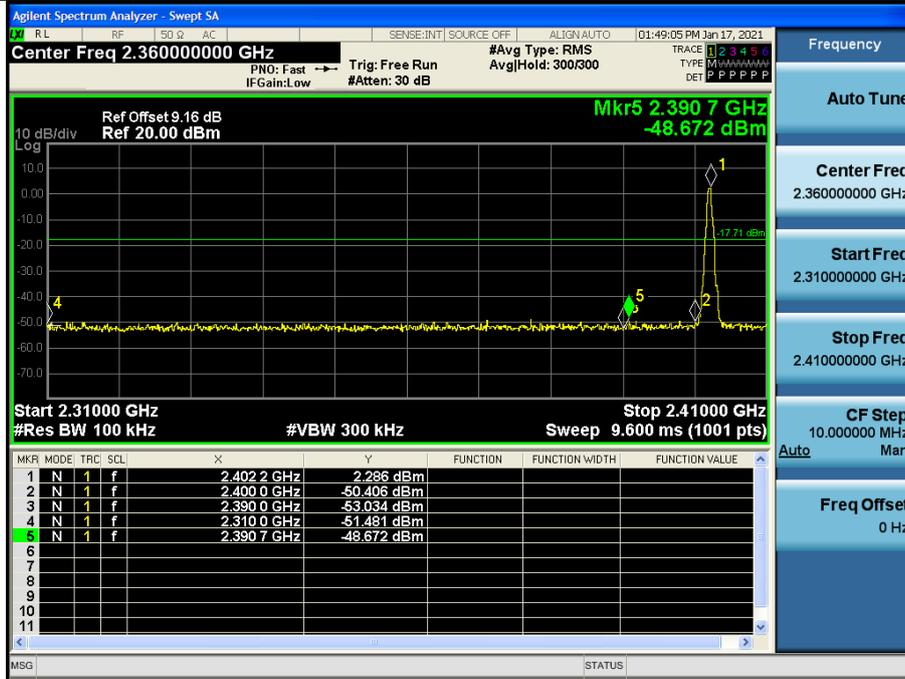 Agilent Spectrum Analyzer - Swept SA
LXI RL RF 50 Ω AC SENSE:INT SOURCE OFF ALIGN AUTO 01:49:05 PM Jan 17, 2021
Center Freq 2.360000000 GHz
PNO: Fast
IFGain:Low
Trig: Free Run
#Atten: 30 dB
#Avg Type: RMS
Avg|Hold: 300/300
TRACE 1 2 3 4 5 6
TYPE M W W W W W
DET P P P P P P
Mkr5 2.390 7 GHz
-48.672 dBm
Ref Offset 9.16 dB
10 dB/div Ref 20.00 dBm
Log
10.0
0.00
-10.0
-20.0
-30.0
-40.0
-50.0
-60.0
-70.0
1
-17.71 dBm
4
5
2
Start 2.31000 GHz Stop 2.41000 GHz
#Res BW 100 kHz #VBW 300 kHz Sweep 9.600 ms (1001 pts)
MKR MODE TRC SCL X Y FUNCTION FUNCTION WIDTH FUNCTION VALUE
1 N 1 f 2.402 2 GHz 2.286 dBm
2 N 1 f 2.400 0 GHz -50.406 dBm
3 N 1 f 2.390 0 GHz -53.034 dBm
4 N 1 f 2.310 0 GHz -51.481 dBm
5 N 1 f 2.390 7 GHz -48.672 dBm
6
7
8
9
10
11
MSG STATUS
Frequency
Auto Tune
Center Freq
2.360000000 GHz
Start Freq
2.310000000 GHz
Stop Freq
2.410000000 GHz
CF Step
10.000000 MHz
Auto Man
Freq Offset
0 Hz